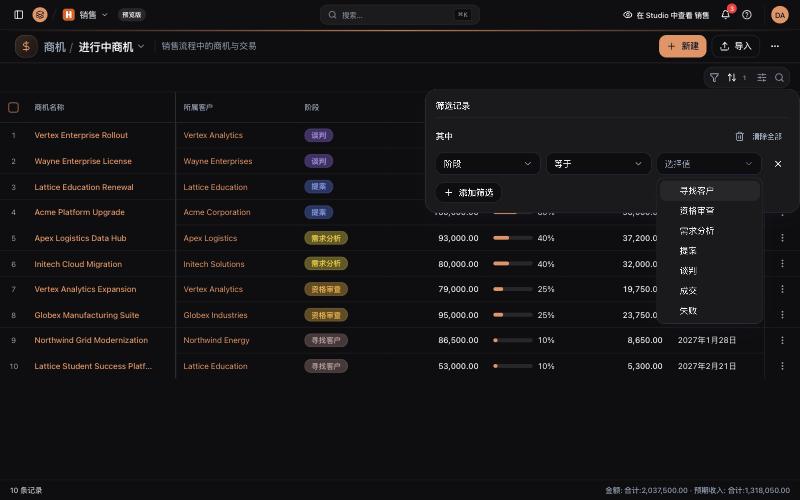 H 销售 预览版 搜索... ⌘K 在 Studio 中查看 销售 3 DA
$ 商机 / 进行中商机 销售流程中的商机与交易 + 新建 导入
1
商机名称 所属客户 阶段
筛选记录
其中 清除全部
阶段 等于 选择值
+ 添加筛选
寻找客户
资格审查
需求分析
提案
谈判
成交
失败
1 Vertex Enterprise Rollout Vertex Analytics 谈判
2 Wayne Enterprise License Wayne Enterprises 谈判
3 Lattice Education Renewal Lattice Education 提案
4 Acme Platform Upgrade Acme Corporation 提案
5 Apex Logistics Data Hub Apex Logistics 需求分析 93,000.00 40% 37,200.0
6 Initech Cloud Migration Initech Solutions 需求分析 80,000.00 40% 32,000.0
7 Vertex Analytics Expansion Vertex Analytics 资格审查 79,000.00 25% 19,750.0
8 Globex Manufacturing Suite Globex Industries 资格审查 95,000.00 25% 23,750.0
9 Northwind Grid Modernization Northwind Energy 寻找客户 86,500.00 10% 8,650.00 2027年1月28日
10 Lattice Student Success Platf... Lattice Education 寻找客户 53,000.00 10% 5,300.00 2027年2月21日
10 条记录 金额: 合计:2,037,500.00 · 预期收入: 合计:1,318,050.00